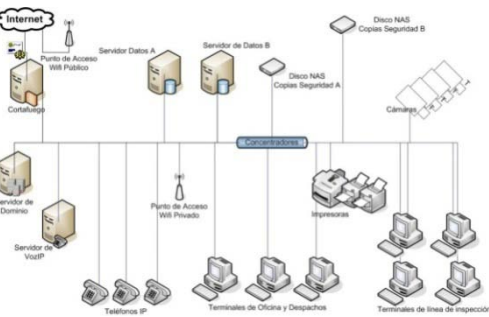 Internet
Punto de Acceso
Wifi Público
Cortafuego
Servidor Datos A
Servidor de Datos B
Disco NAS
Copias Seguridad A
Disco NAS
Copias Seguridad B
Cámaras
Concentradores
ervidor de
Dominio
Servidor de
VozIP
Punto de Acceso
Wifi Privado
Impresoras
Teléfonos IP
Terminales de Oficina y Despachos
Terminales de línea de inspección